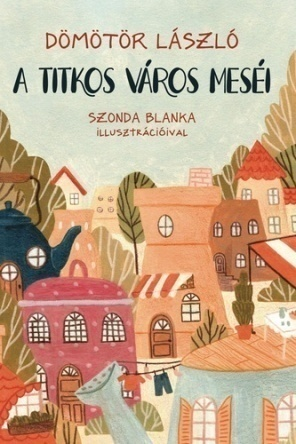 DÖMÖTÖR LÁSZLÓ
A TITKOS VÁROS MESÉI
SZONDA BLANKA
ILLUSZTRÁCIÓIVAL